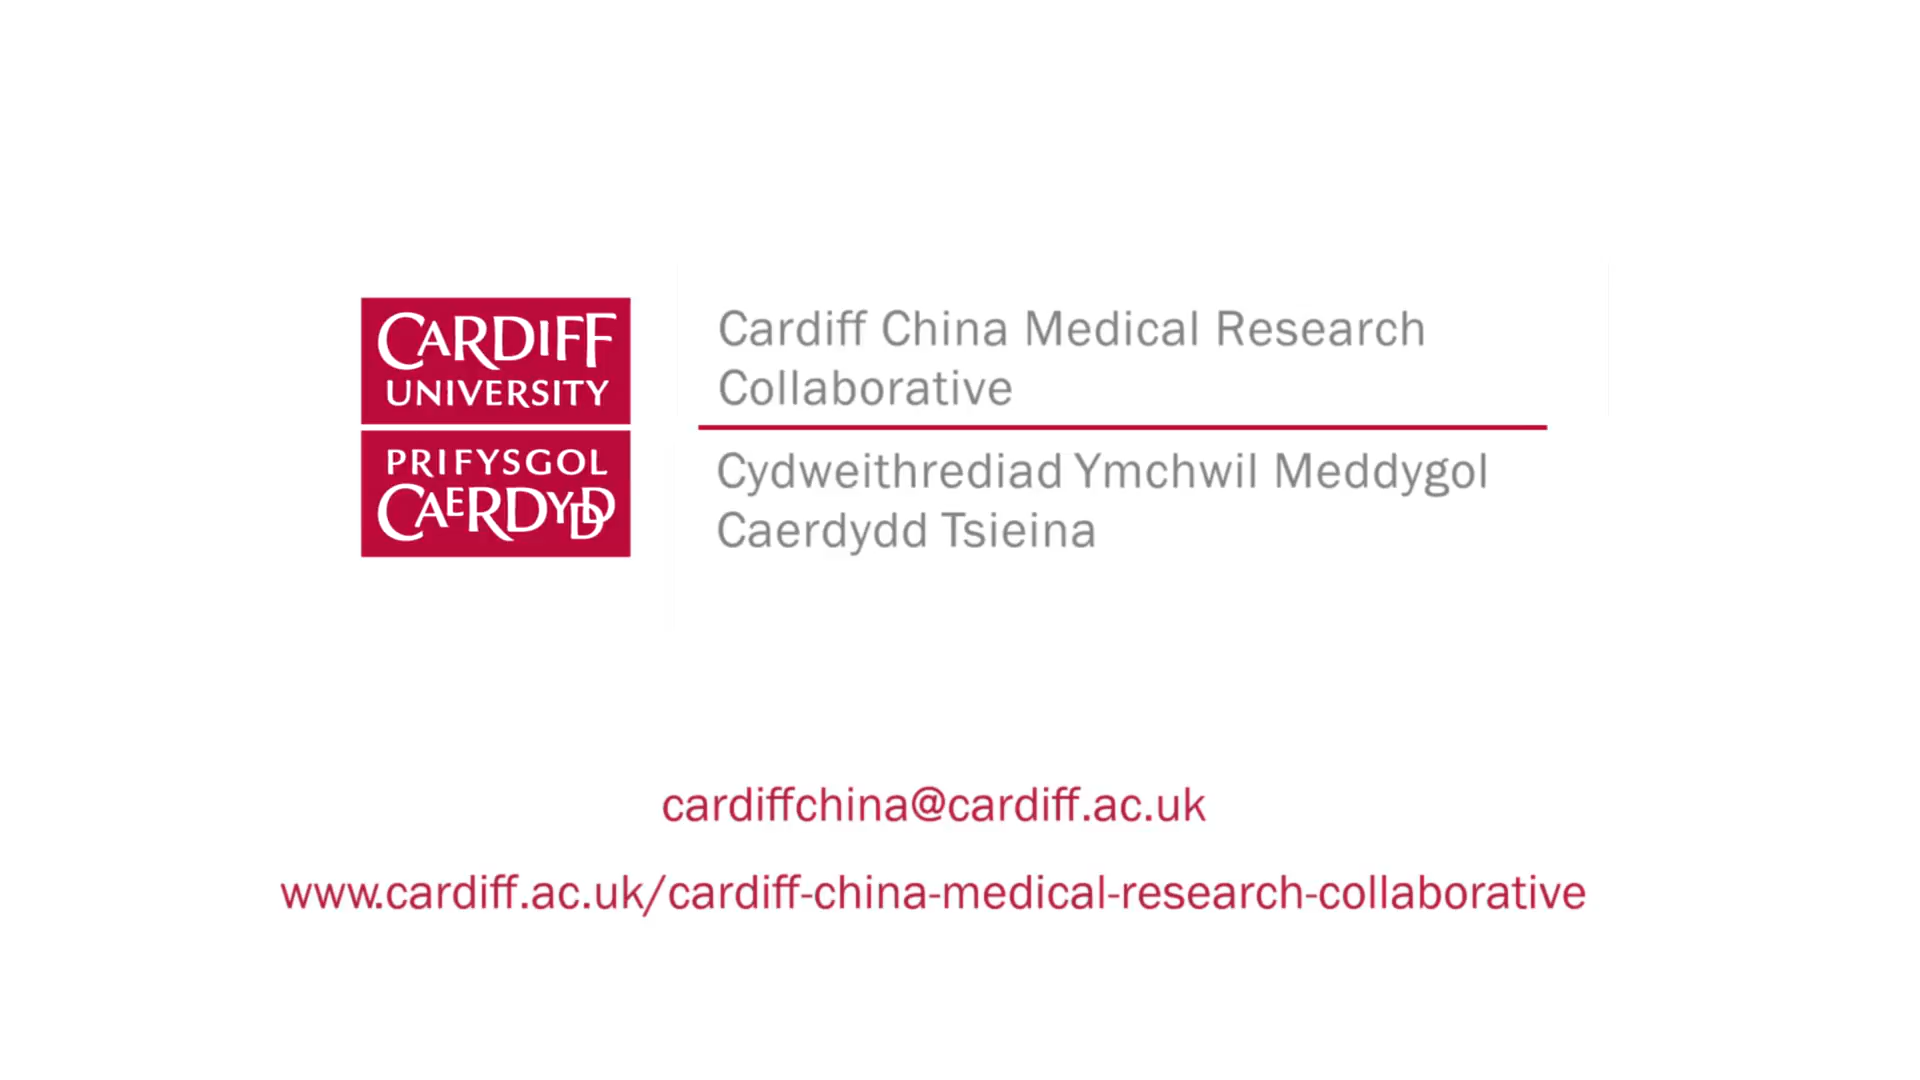 CARDIFF
UNIVERSITY
PRIFYSGOL
CAERDYDD
Cardiff China Medical Research
Collaborative
Cydweithrediad Ymchwil Meddygol
Caerdydd Tsieina
cardiffchina@cardiff.ac.uk
www.cardiff.ac.uk/cardiff-china-medical-research-collaborative